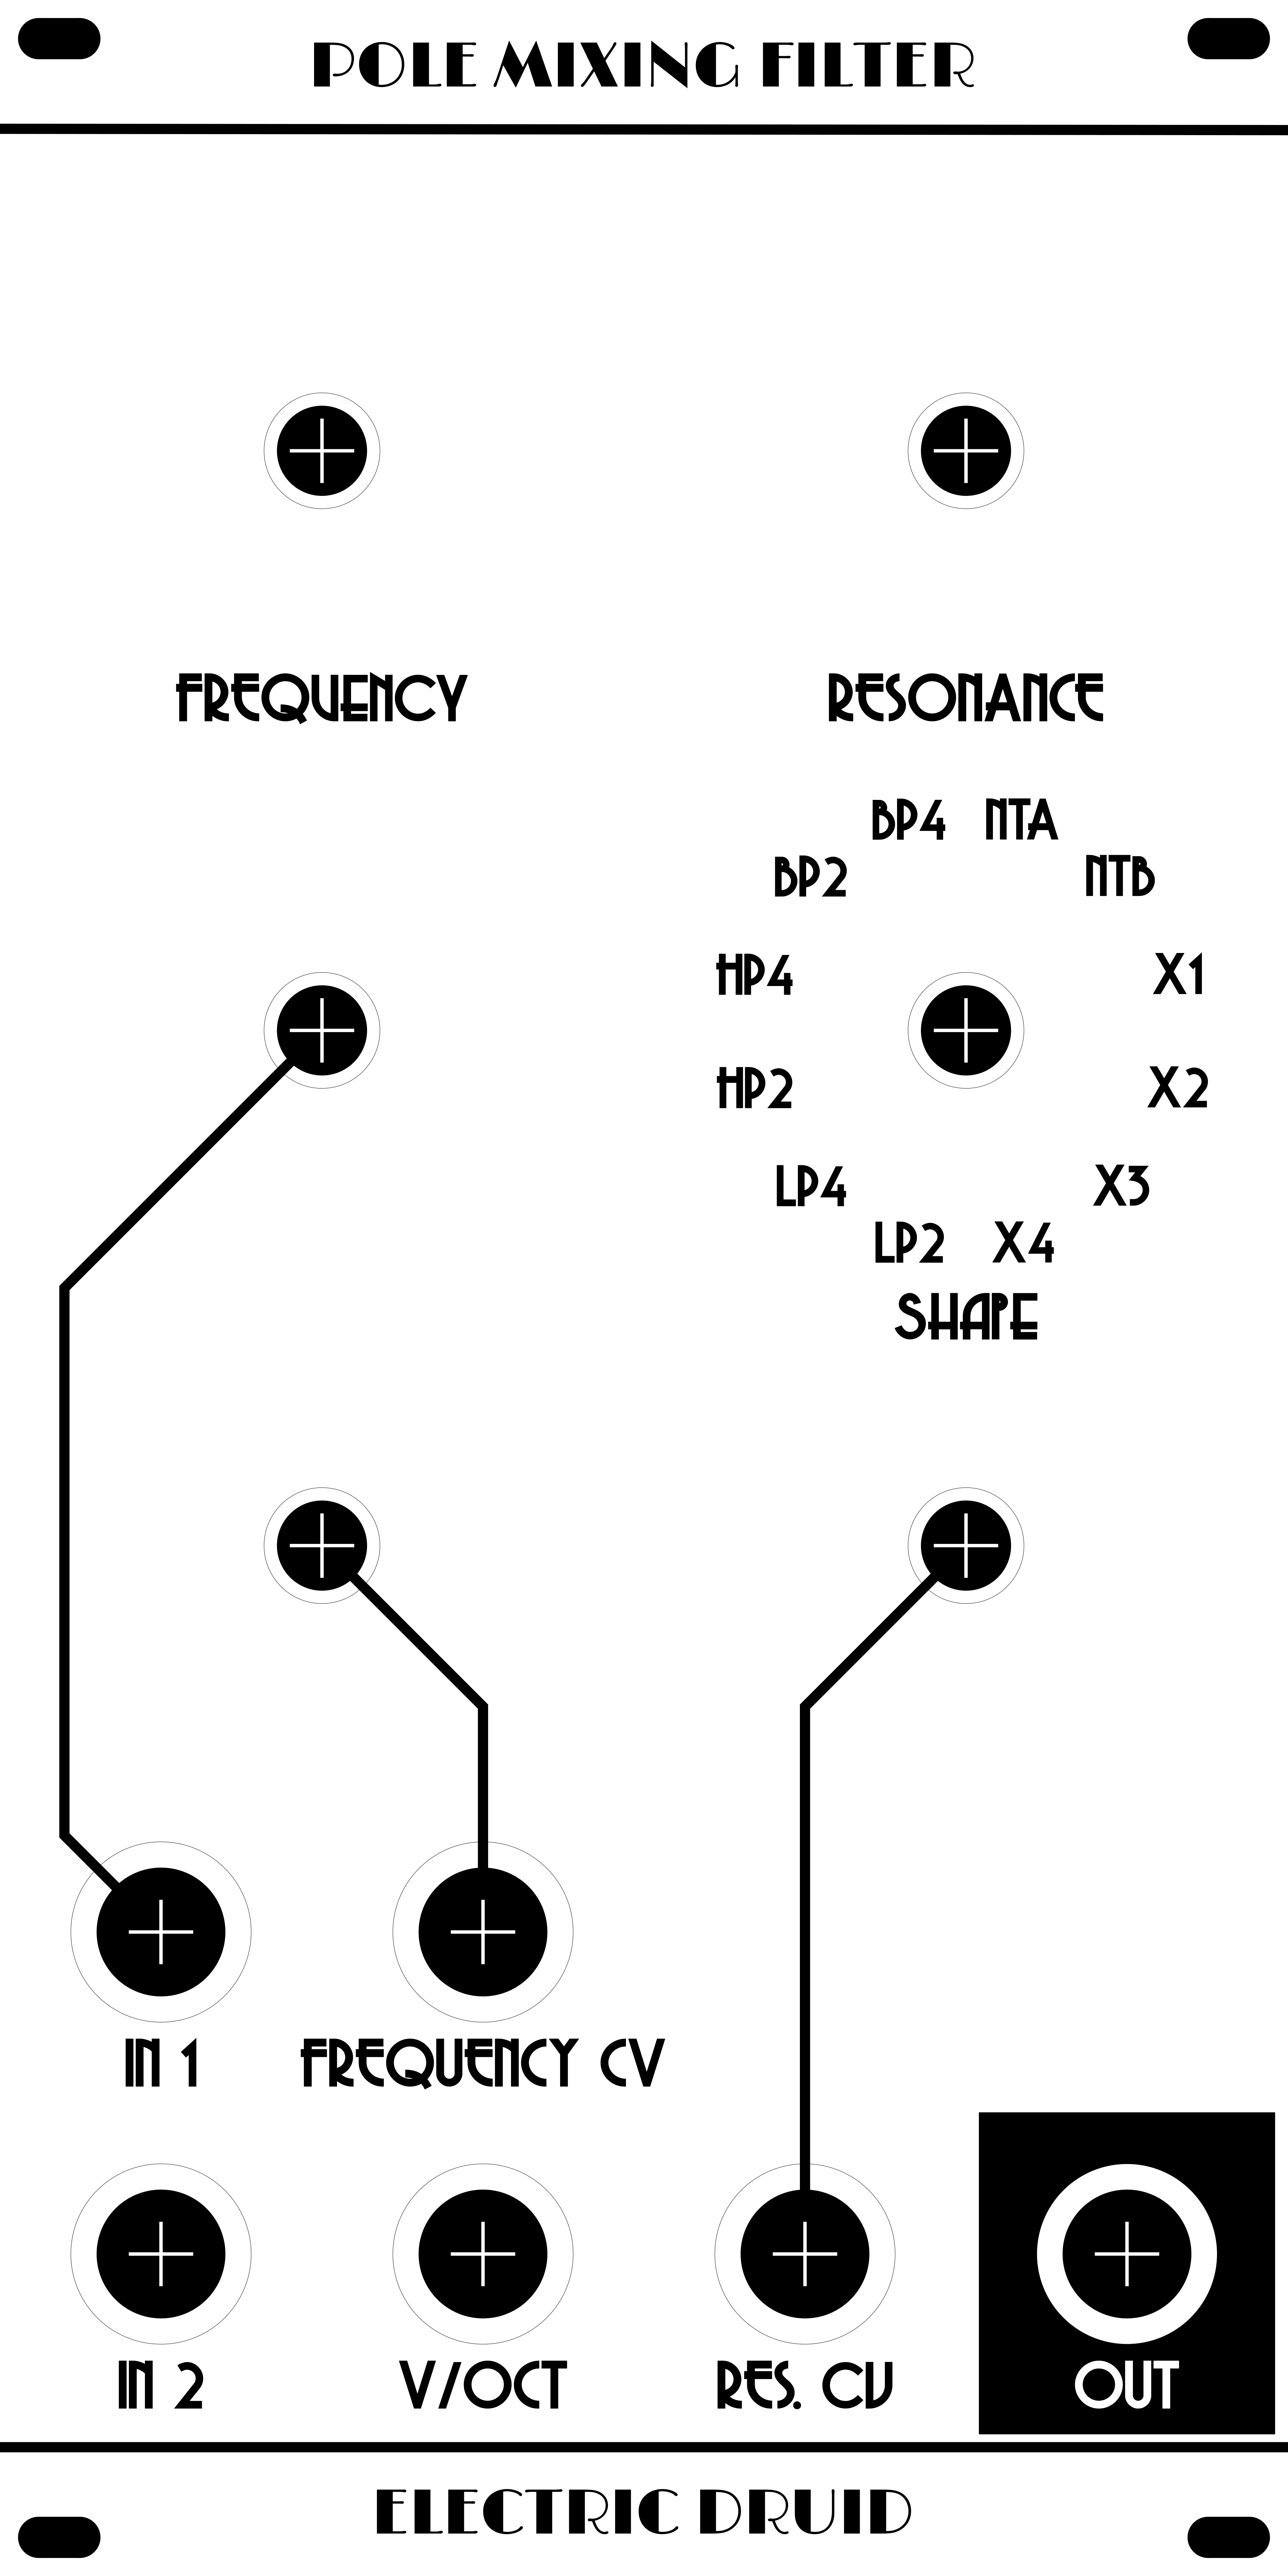 POLE MIXING FILTER
FREQUENCY RESONANCE
BP4 NTA
BP2 NTB
HP4 X1
HP2 X2
LP4 X3
LP2 X4
SHAPE
IN 1 FREQUENCY CV
IN 2 V/OCT RES. CV OUT
ELECTRIC DRUID